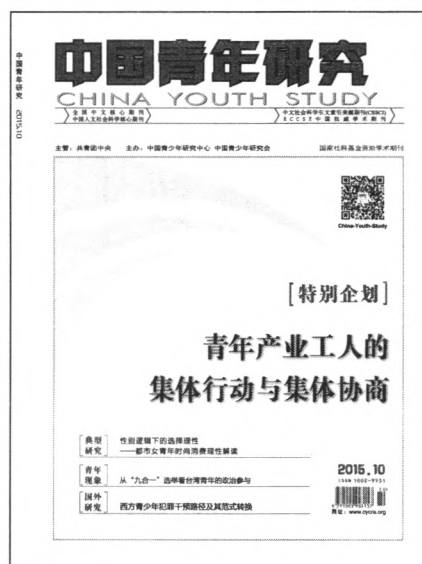 中国青年研究
2015.10
中国青年研究
CHINA YOUTH STUDY
全国中文核心期刊
中国人文社会科学核心期刊
中文社会科学引文索引来源期刊(CSSCI)
RCCSE中国权威学术期刊
主管：共青团中央 主办：中国青少年研究中心 中国青少年研究会
国家社科基金资助学术期刊
China-Youth-Study
[特别企划]
青年产业工人的
集体行动与集体协商
典型
研究
性别逻辑下的选择理性
——都市女青年时尚消费理性解读
青年
现象
从“九合一”选举看台湾青年的政治参与
国外
研究
西方青少年犯罪干预路径及其范式转换
2015.10
ISSN 1002-9931
网址：www.cycrc.org